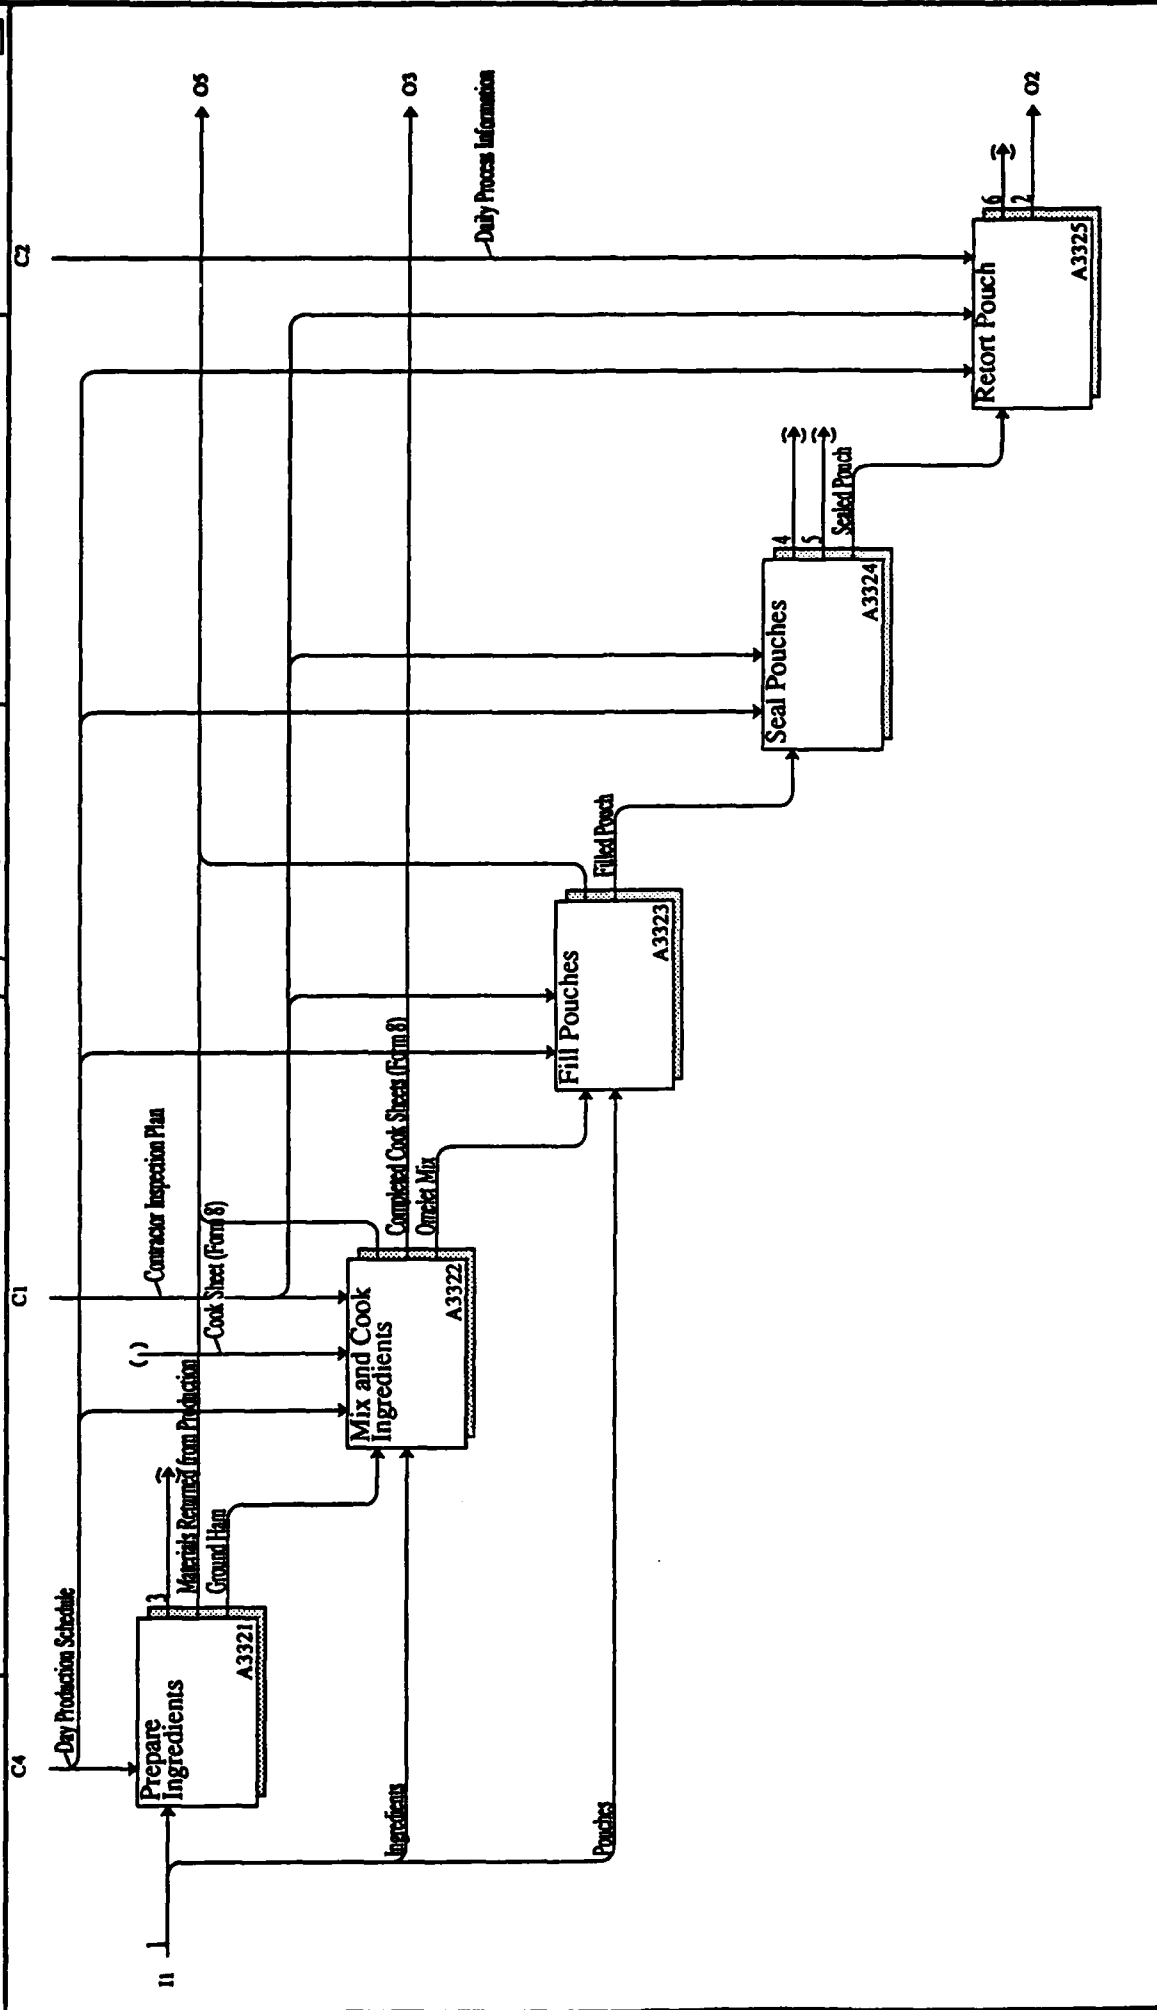 C4
C1
C2
Day Production Schedule
Contractor Inspection Plan
Cook Sheet (Form 8)
Daily Process Information
I1
Prepare
Ingredients
A3321
3
( )
Materials Returned from Production
Ground Ham
O5
Ingredients
( )
Mix and Cook
Ingredients
A3322
Completed Cook Sheets (Form 8)
O3
Omelet Mix
Pouches
Fill Pouches
A3323
Filled Pouch
Seal Pouches
A3324
4
( )
5
( )
Sealed Pouch
Retort Pouch
A3325
6
( )
2
O2